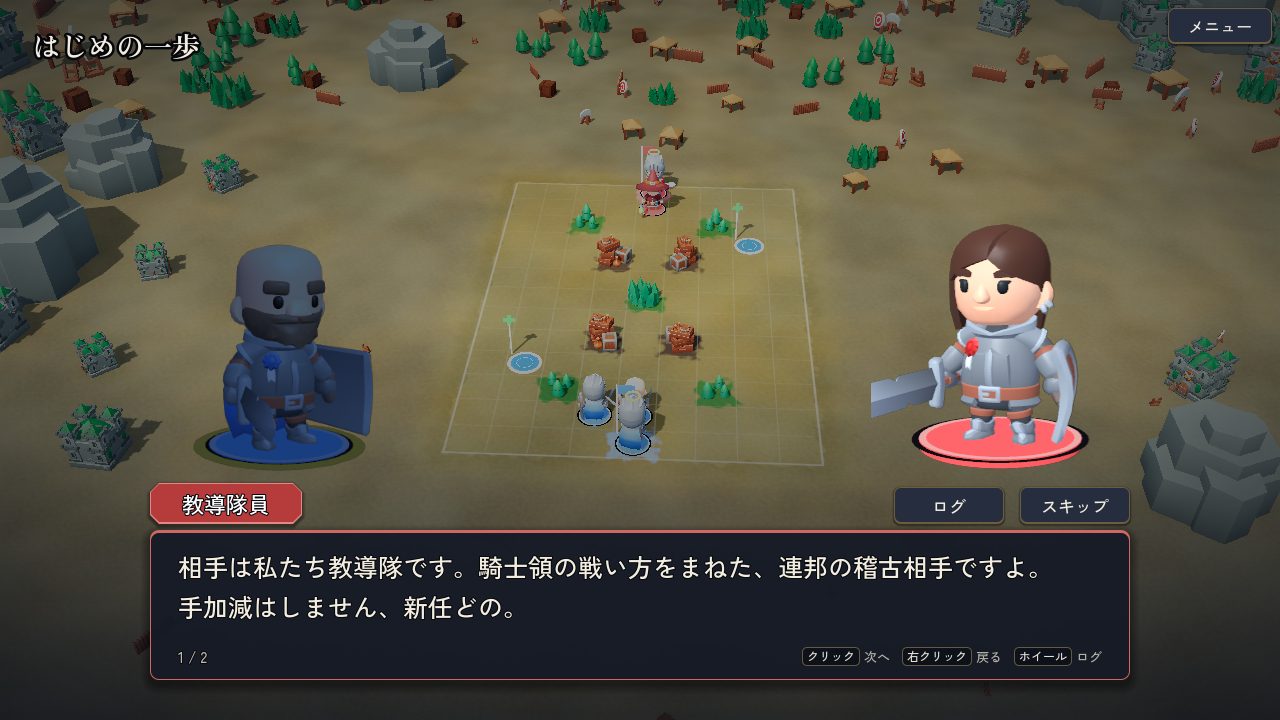 はじめの一歩
メニュー
教導隊員
ログ
スキップ
相手は私たち教導隊です。騎士領の戦い方をまねた、連邦の稽古相手ですよ。
手加減はしません、新任どの。
1 / 2
クリック 次へ 右クリック 戻る ホイール ログ